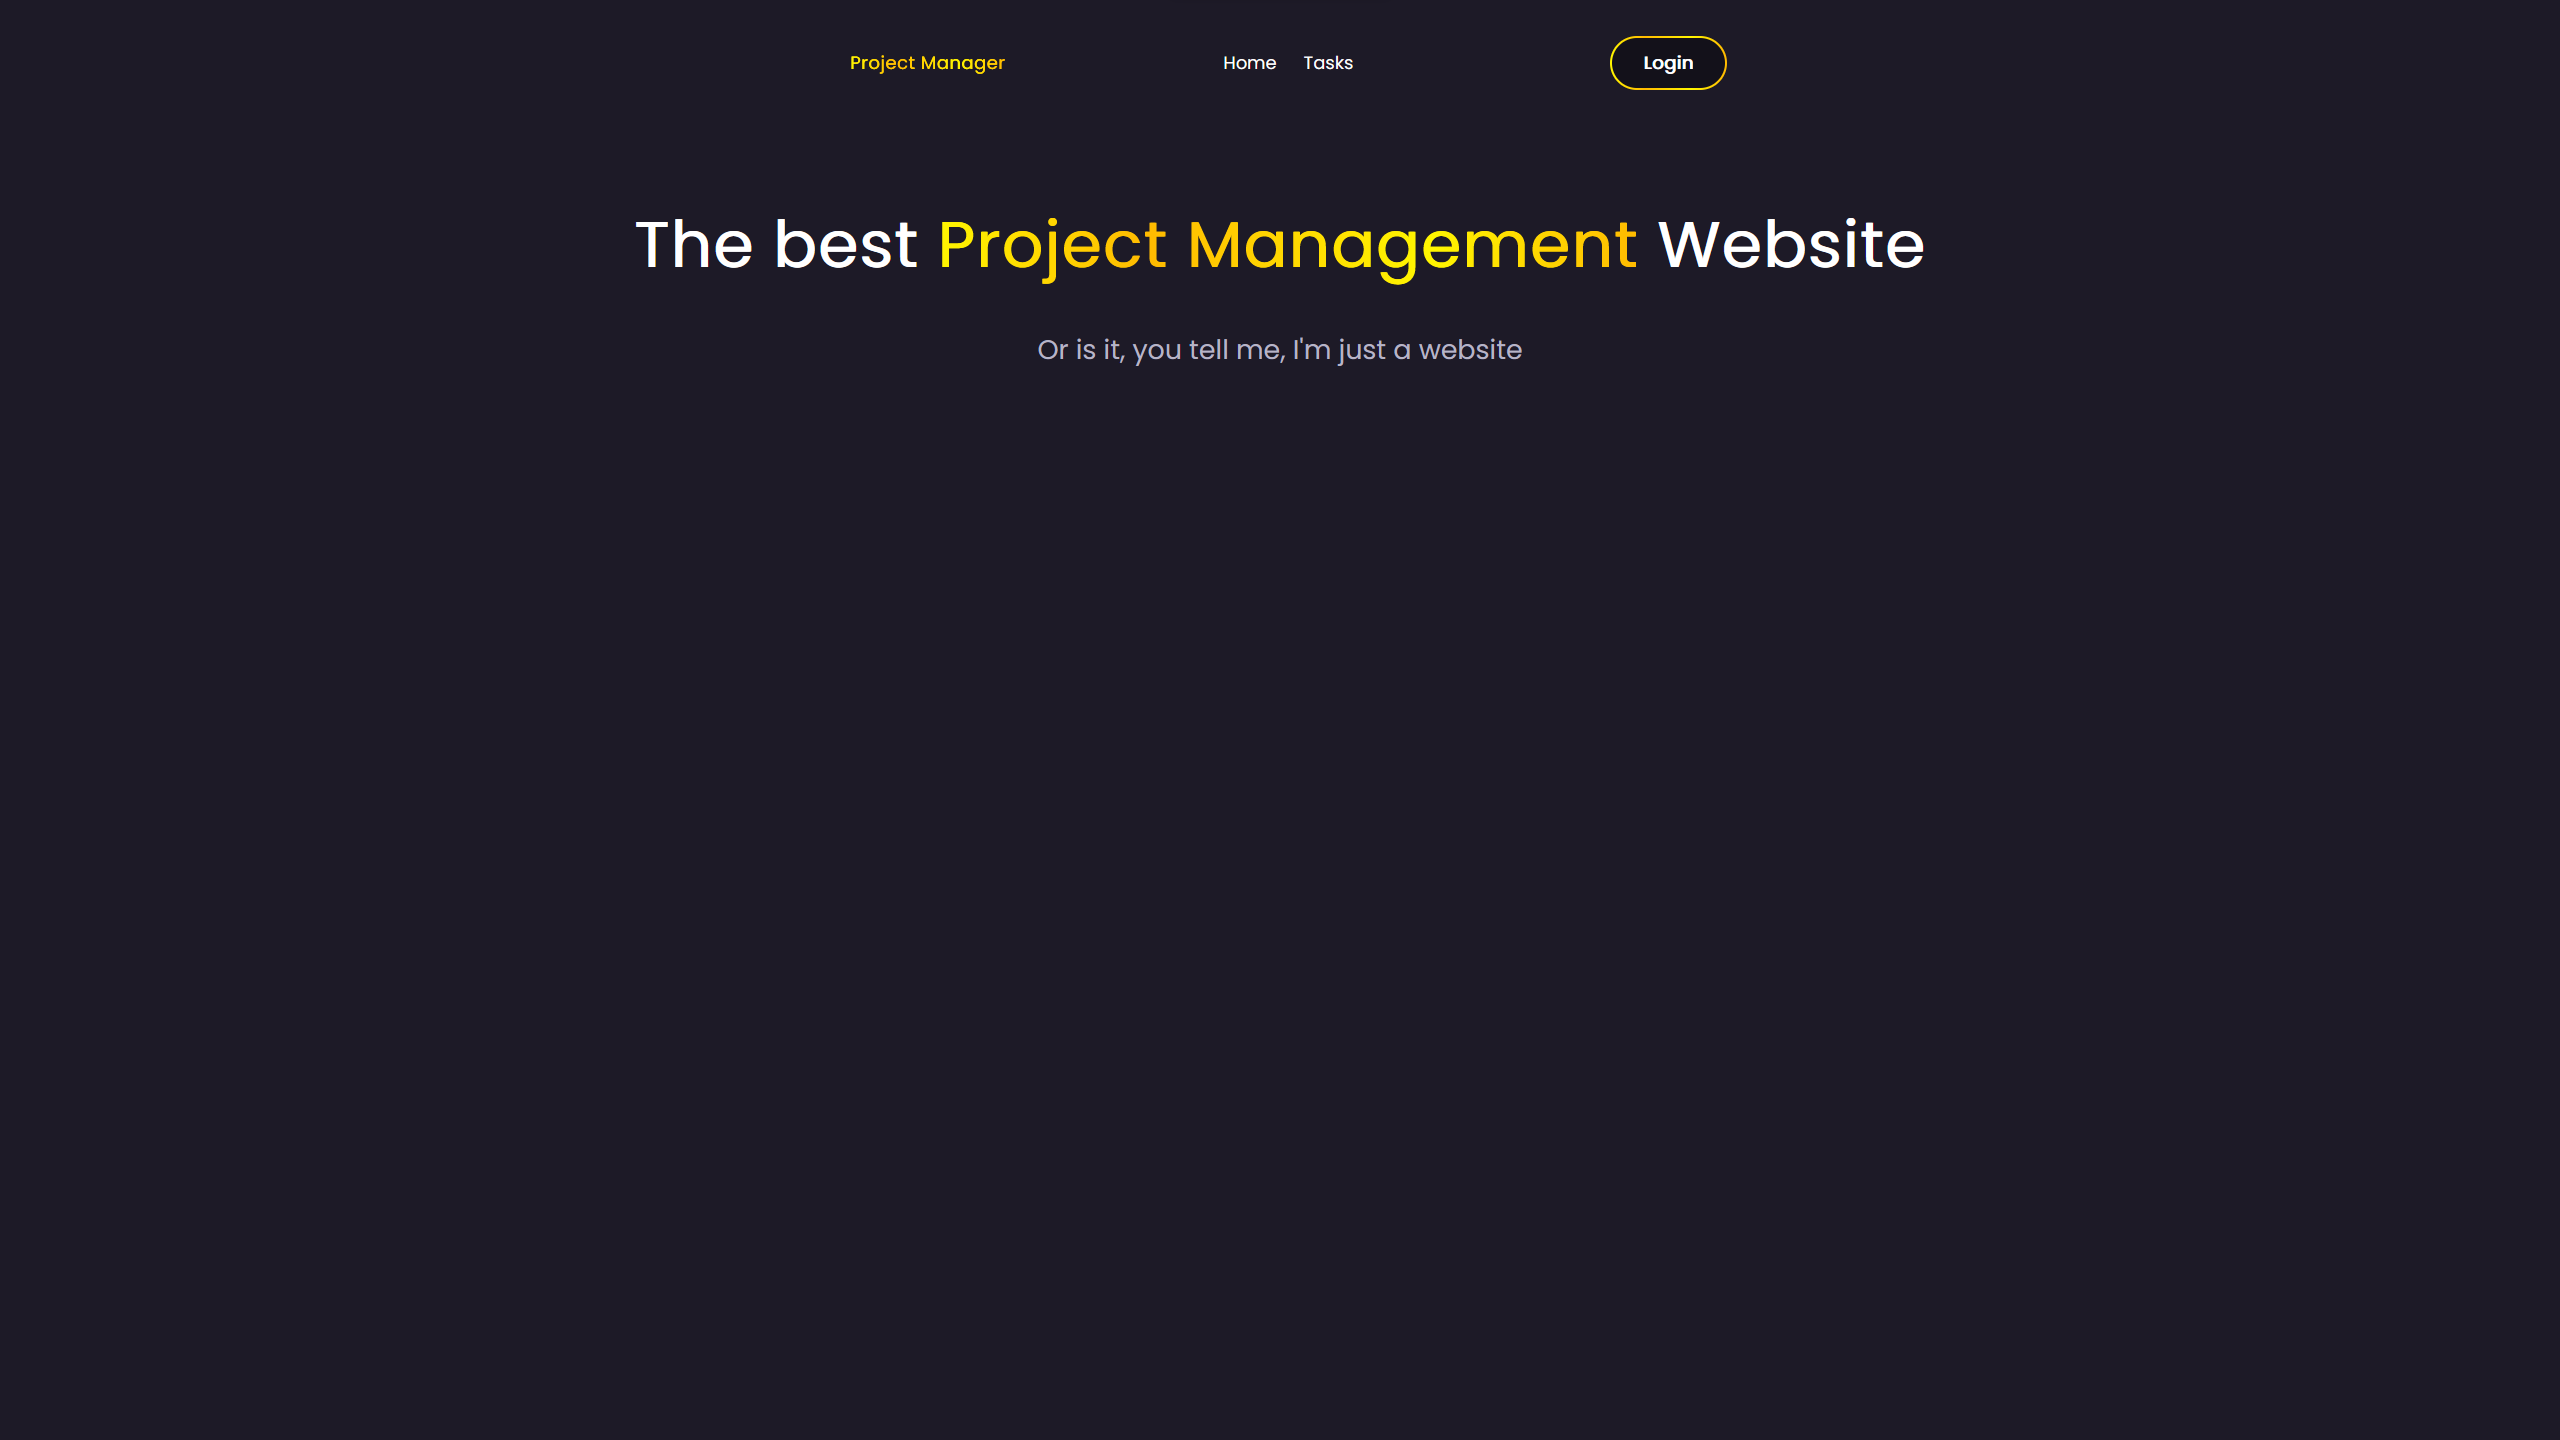 Project Manager Home Tasks Login
The best Project Management Website
Or is it, you tell me, I'm just a website